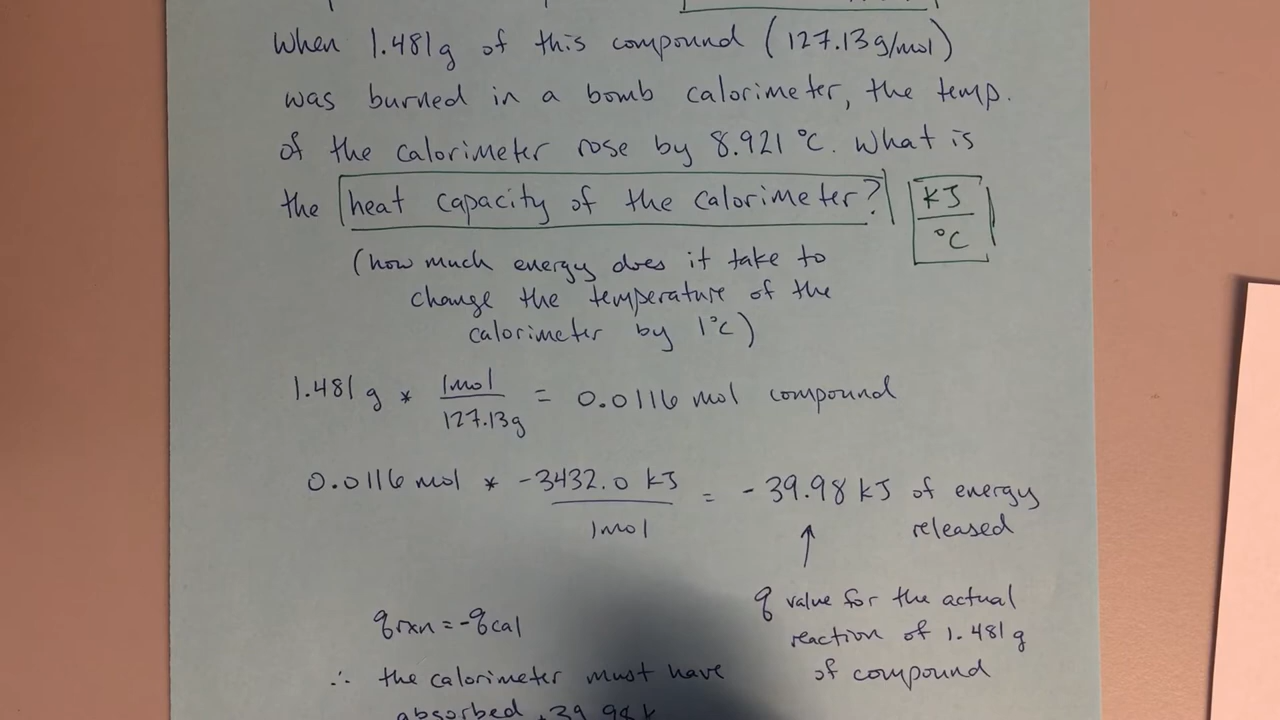 When 1.481g of this compound (127.13g/mol)
was burned in a bomb calorimeter, the temp.
of the calorimeter rose by 8.921 °C. What is
the heat capacity of the calorimeter? kJ/°C
(how much energy does it take to
change the temperature of the
calorimeter by 1°C)
1.481 g * 1mol/127.13g = 0.0116 mol compound
0.0116 mol * -3432.0 kJ/1mol = -39.98 kJ of energy
released
↑
q value for the actual
reaction of 1.481 g
of compound
qrxn = -qcal
∴ the calorimeter must have
absorbed +39.98k